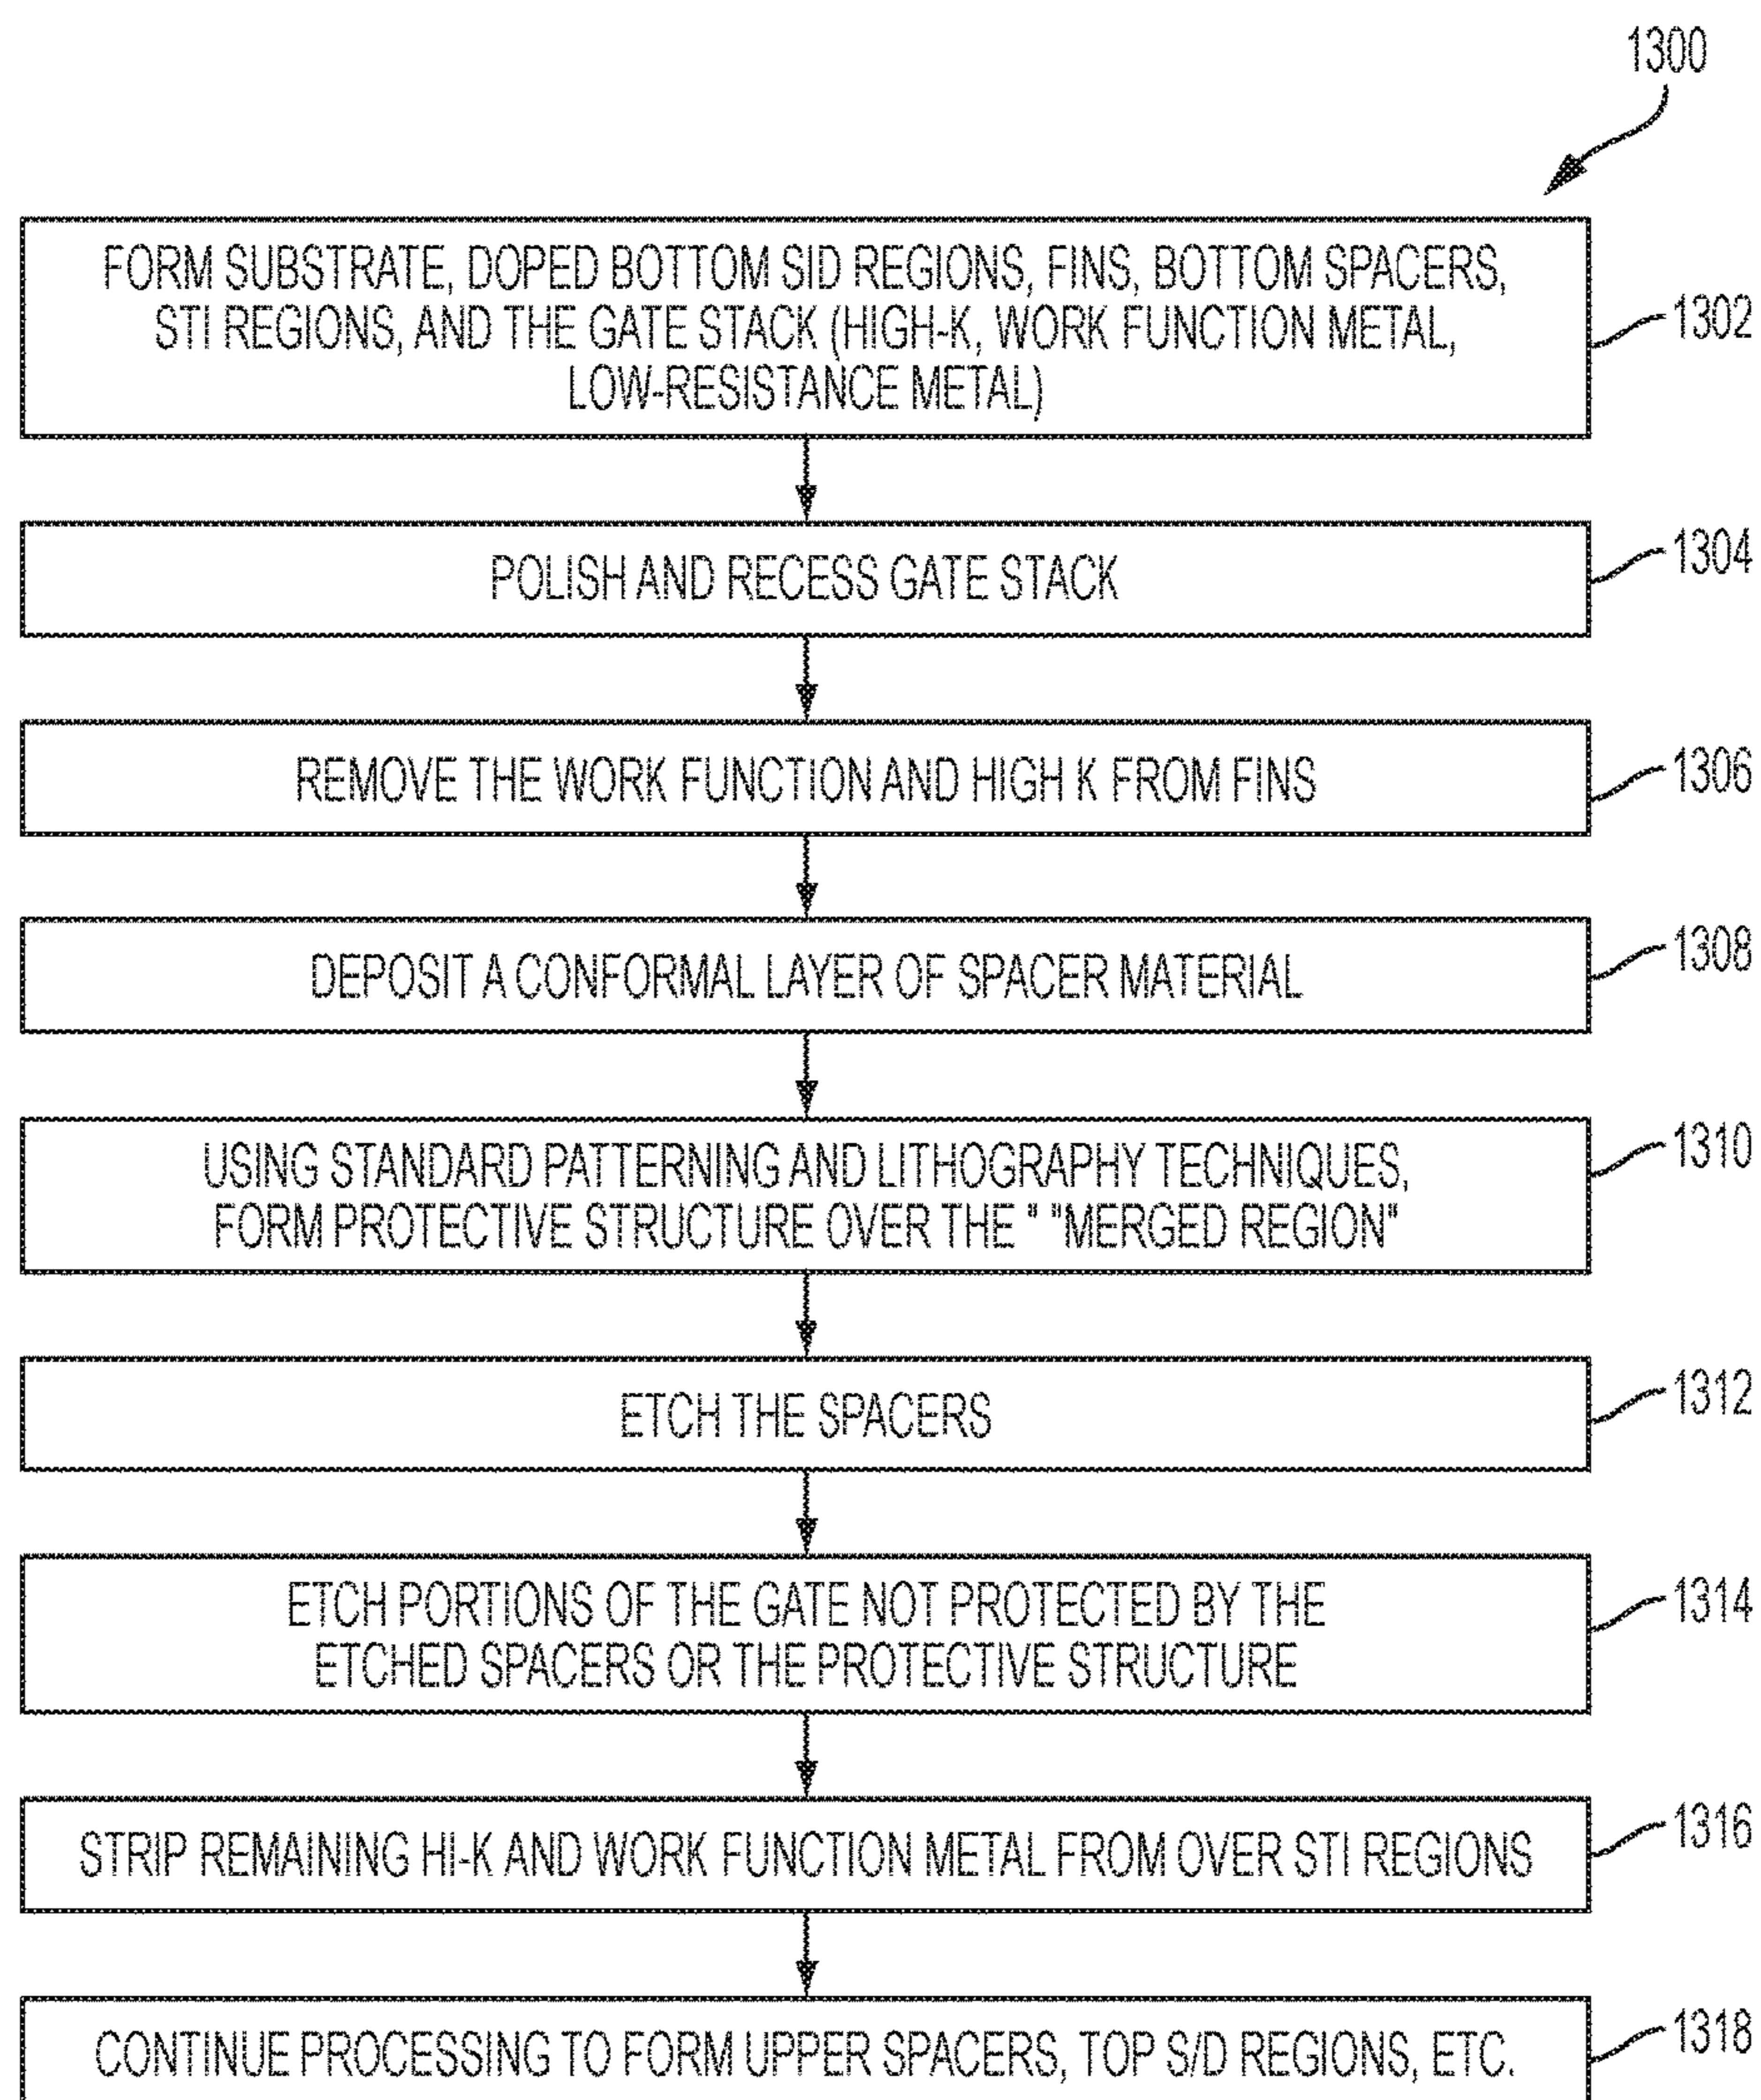 1300
FORM SUBSTRATE, DOPED BOTTOM SID REGIONS, FINS, BOTTOM SPACERS,
STI REGIONS, AND THE GATE STACK (HIGH-K, WORK FUNCTION METAL,
LOW-RESISTANCE METAL)
1302
POLISH AND RECESS GATE STACK
1304
REMOVE THE WORK FUNCTION AND HIGH K FROM FINS
1306
DEPOSIT A CONFORMAL LAYER OF SPACER MATERIAL
1308
USING STANDARD PATTERNING AND LITHOGRAPHY TECHNIQUES,
FORM PROTECTIVE STRUCTURE OVER THE " "MERGED REGION"
1310
ETCH THE SPACERS
1312
ETCH PORTIONS OF THE GATE NOT PROTECTED BY THE
ETCHED SPACERS OR THE PROTECTIVE STRUCTURE
1314
STRIP REMAINING HI-K AND WORK FUNCTION METAL FROM OVER STI REGIONS
1316
CONTINUE PROCESSING TO FORM UPPER SPACERS, TOP S/D REGIONS, ETC.
1318